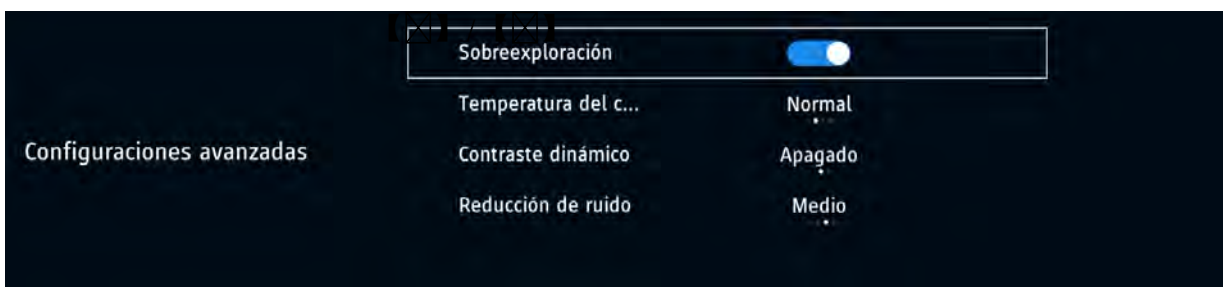 Sobreexploración
Temperatura del c... Normal
Configuraciones avanzadas
Contraste dinámico Apagado
Reducción de ruido Medio